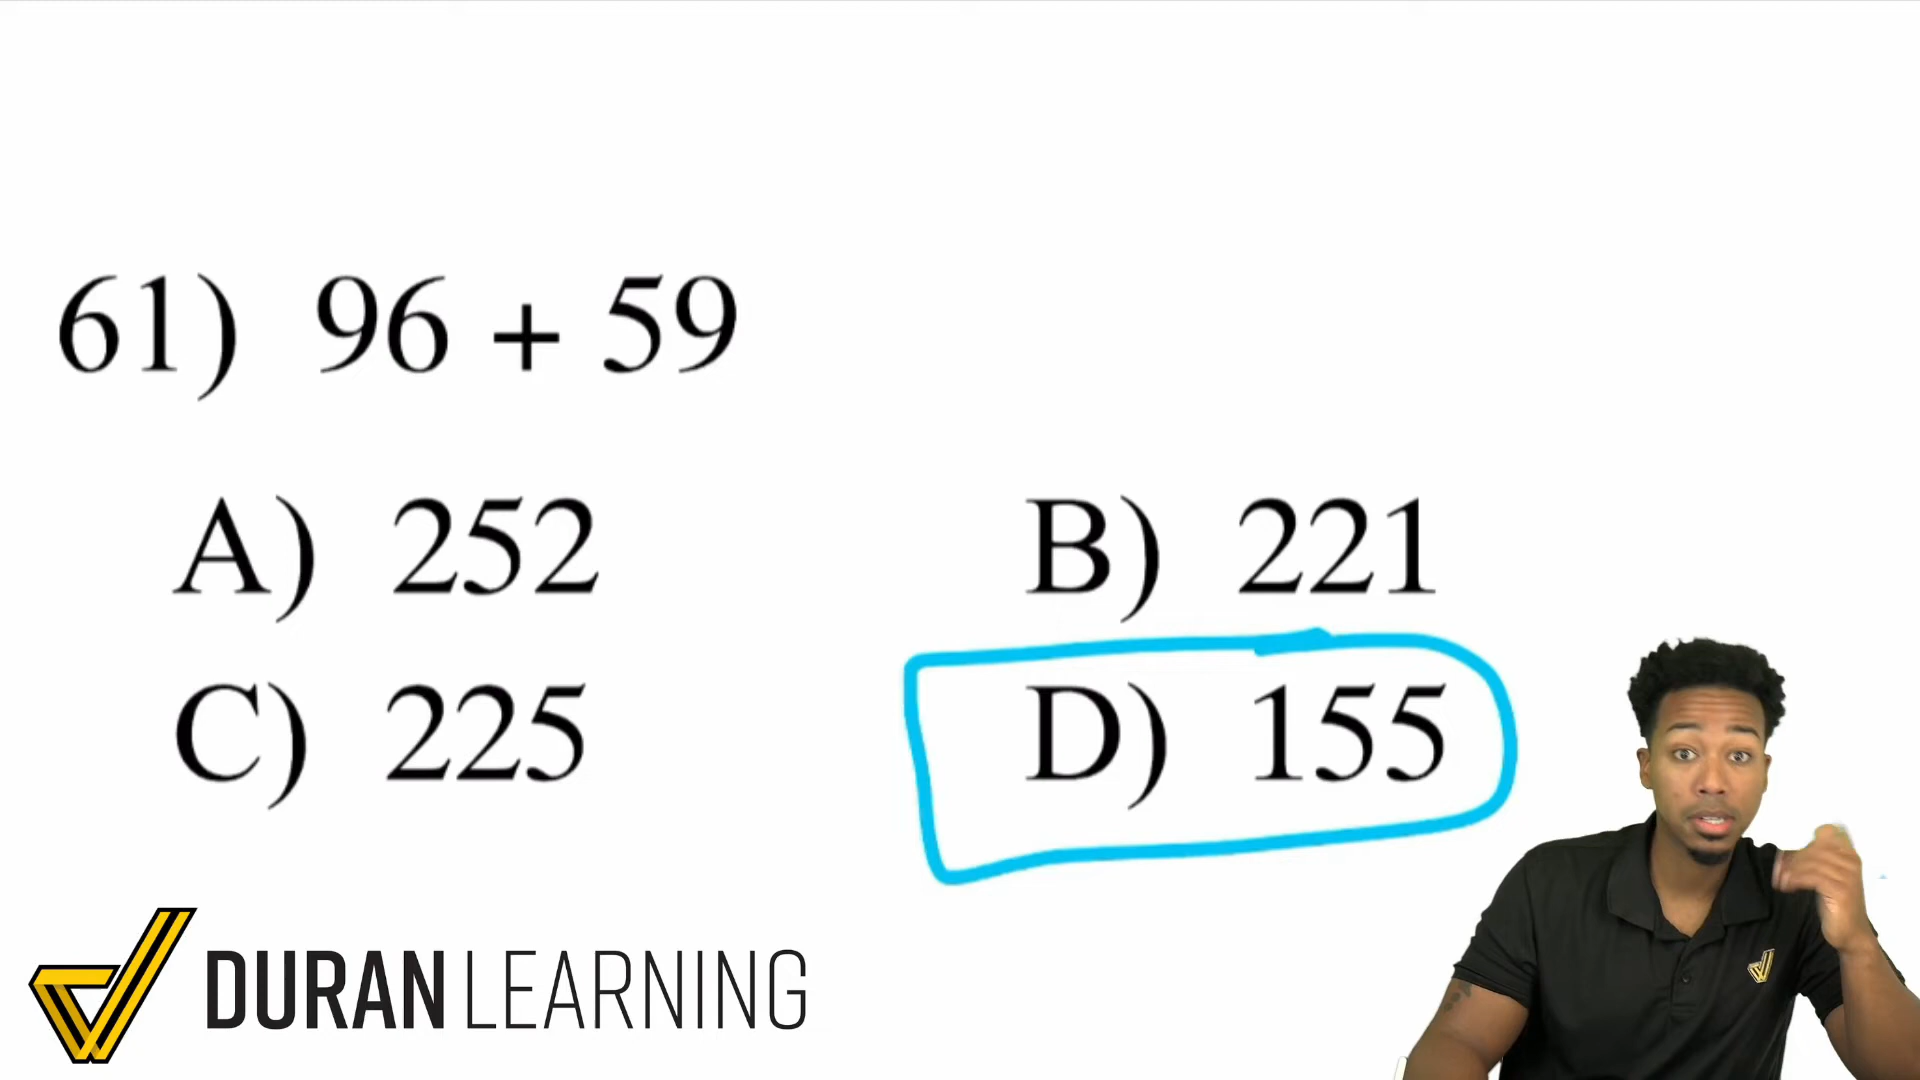 61) 96 + 59
A) 252 B) 221
C) 225 D) 155
DURAN LEARNING